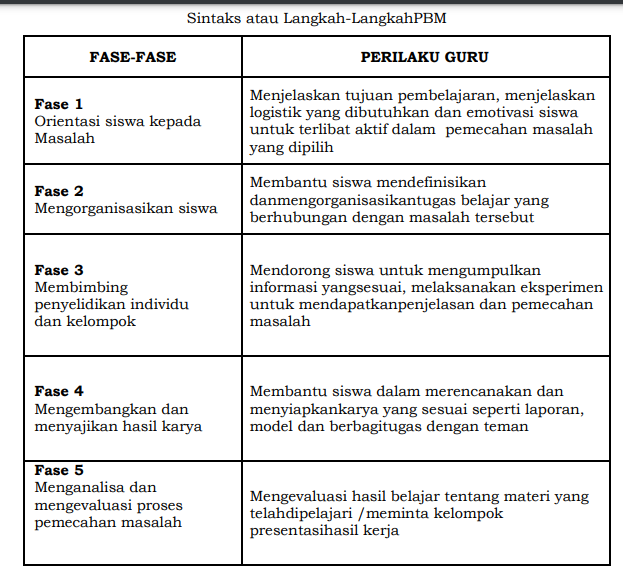 Sintaks atau Langkah-LangkahPBM
FASE-FASE
PERILAKU GURU
Fase 1
Orientasi siswa kepada
Masalah
Menjelaskan tujuan pembelajaran, menjelaskan
logistik yang dibutuhkan dan emotivasi siswa
untuk terlibat aktif dalam pemecahan masalah
yang dipilih
Fase 2
Mengorganisasikan siswa
Membantu siswa mendefinisikan
danmengorganisasikantugas belajar yang
berhubungan dengan masalah tersebut
Fase 3
Membimbing
penyelidikan individu
dan kelompok
Mendorong siswa untuk mengumpulkan
informasi yangsesuai, melaksanakan eksperimen
untuk mendapatkanpenjelasan dan pemecahan
masalah
Fase 4
Mengembangkan dan
menyajikan hasil karya
Membantu siswa dalam merencanakan dan
menyiapkankarya yang sesuai seperti laporan,
model dan berbagitugas dengan teman
Fase 5
Menganalisa dan
mengevaluasi proses
pemecahan masalah
Mengevaluasi hasil belajar tentang materi yang
telahdipelajari /meminta kelompok
presentasihasil kerja